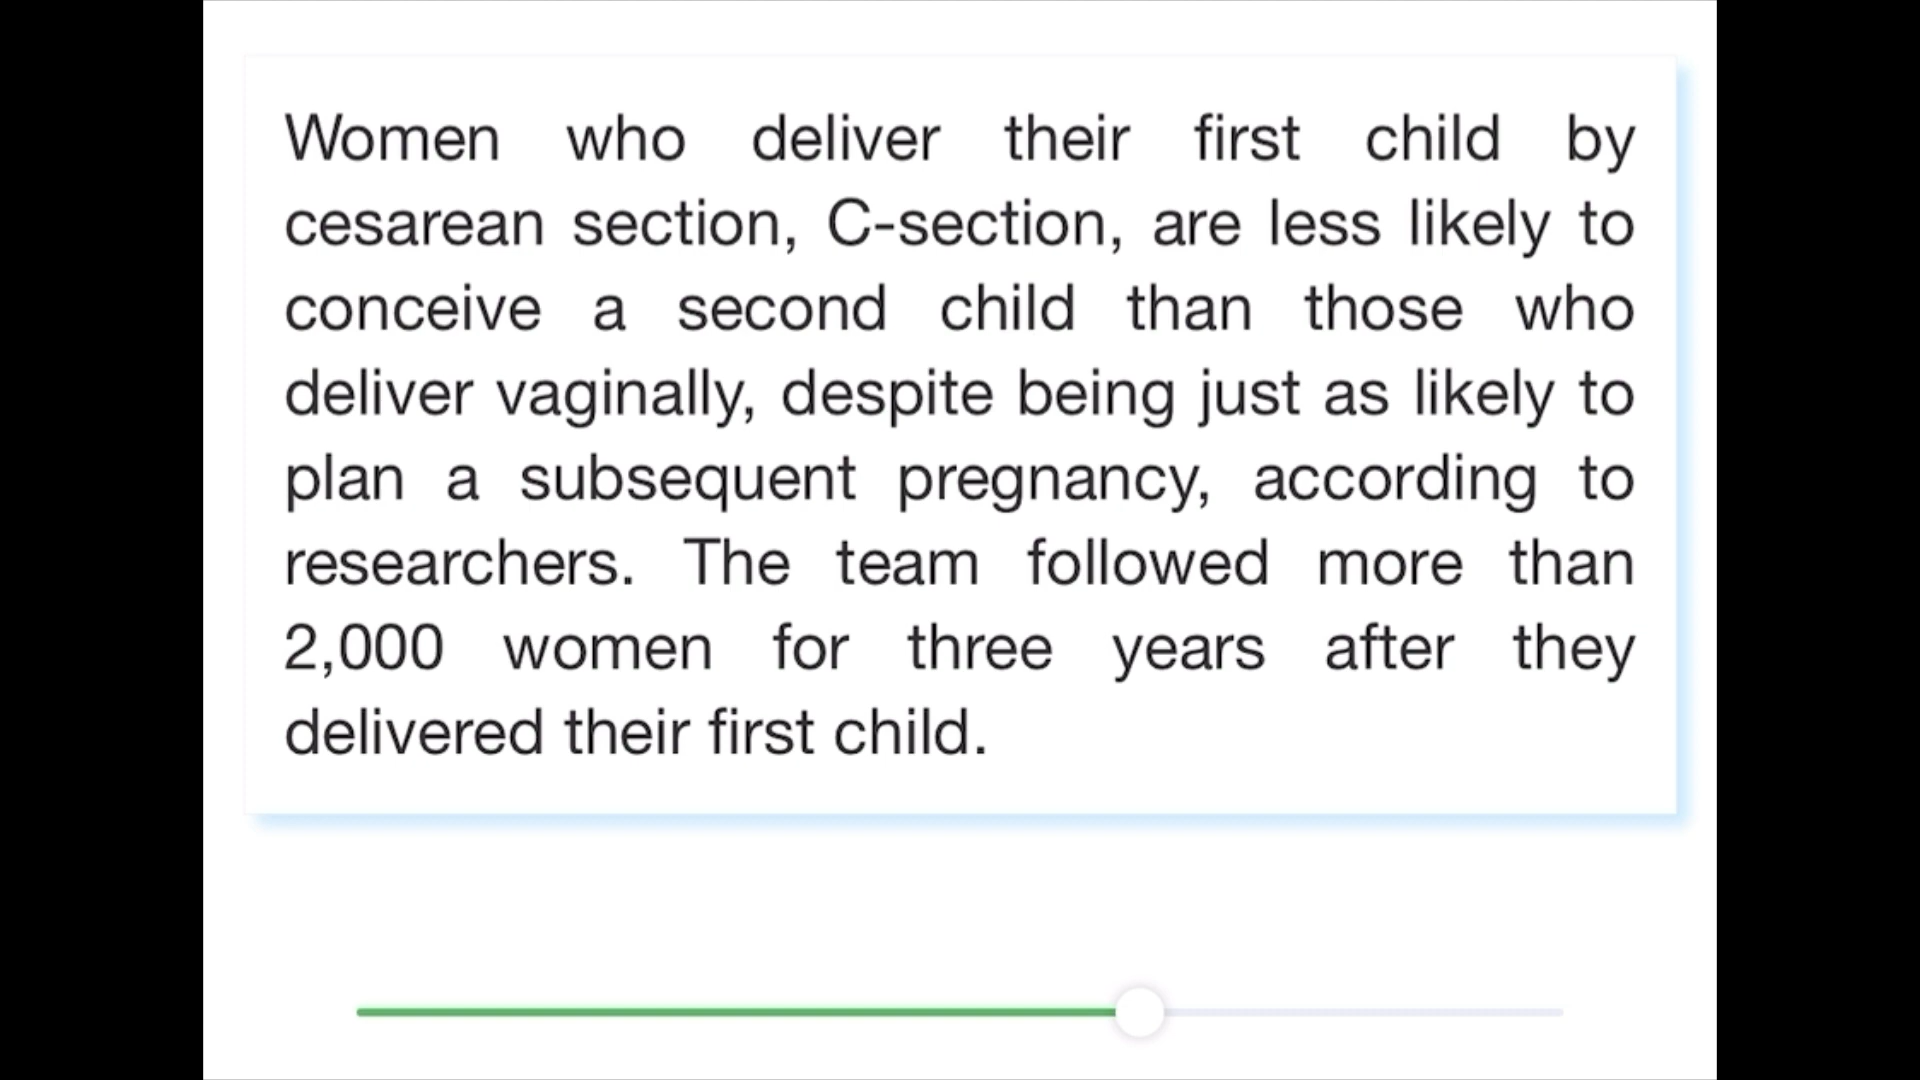 Women who deliver their first child by
cesarean section, C-section, are less likely to
conceive a second child than those who
deliver vaginally, despite being just as likely to
plan a subsequent pregnancy, according to
researchers. The team followed more than
2,000 women for three years after they
delivered their first child.